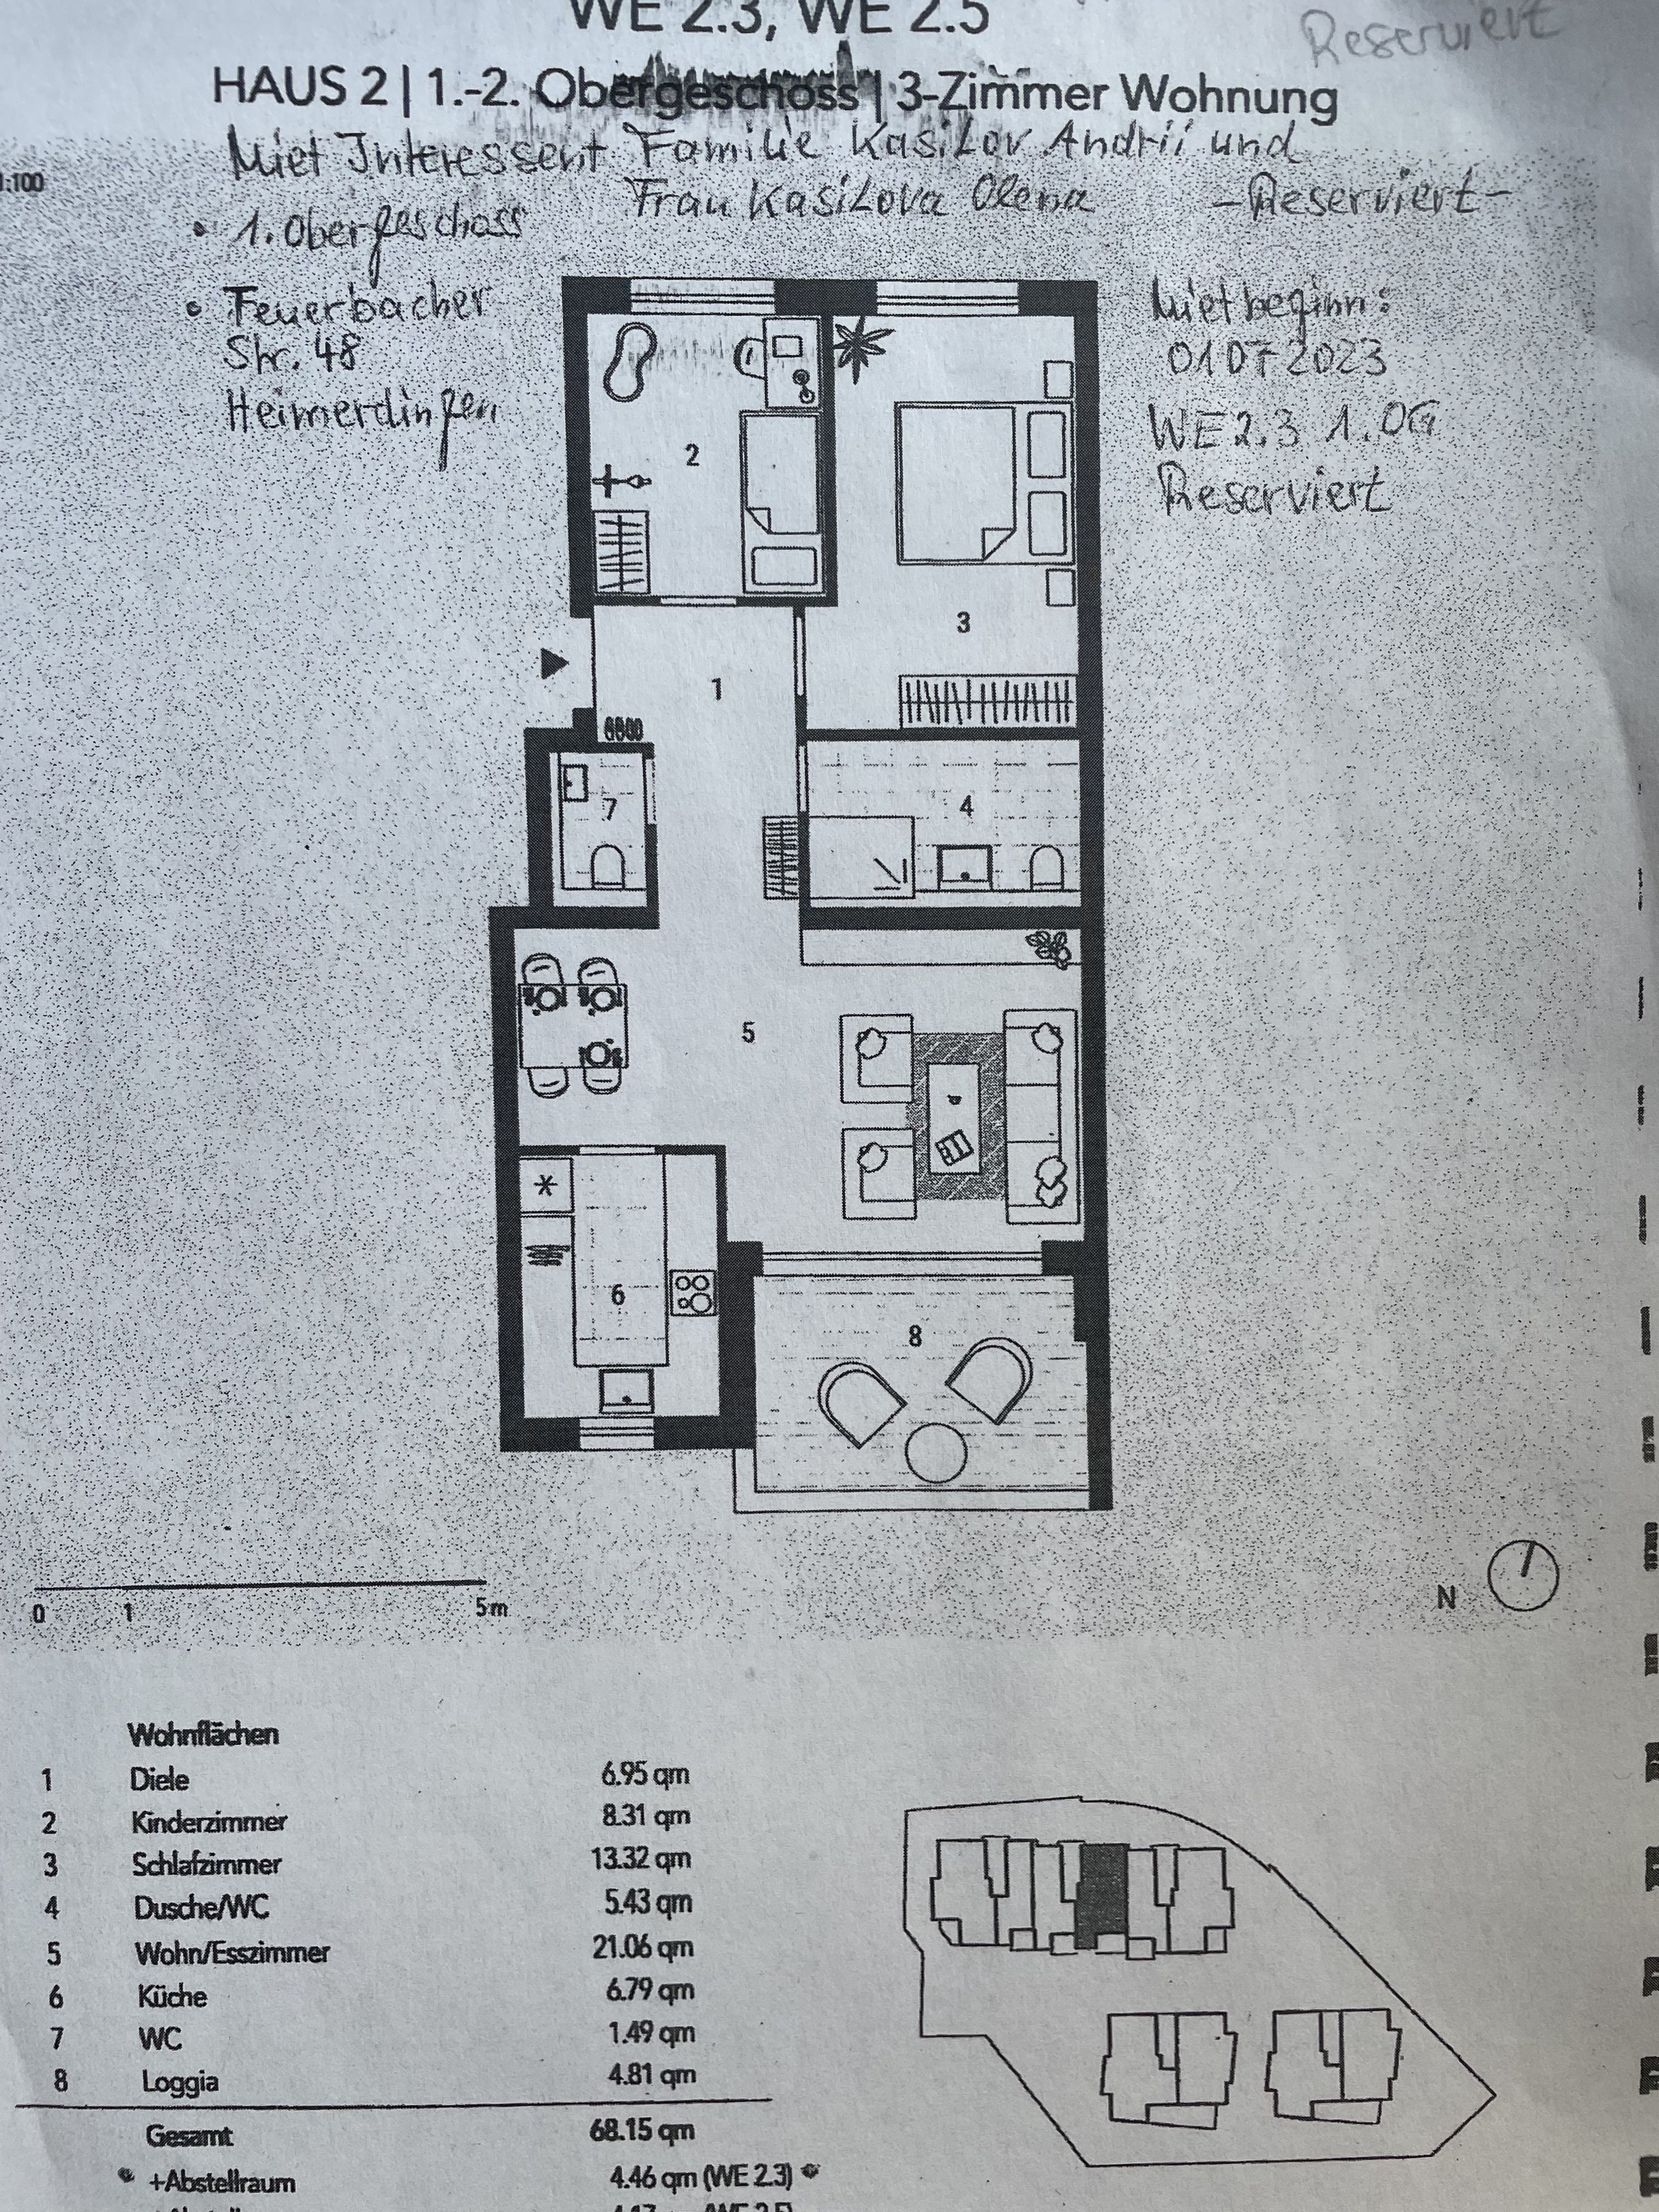 WE 2.3, WE 2.5
Reserviert
HAUS 2 | 1.-2. Obergeschoss | 3-Zimmer Wohnung
Miet Interessent Familie Kasilov Andrii und
Frau Kasilova Olena -Reserviert-
1:100
• 1. Obergeschoss
• Feuerbacher
Str. 48
Heimerdingen
Mietbeginn:
01072023
WE 2.3 1.OG
Reserviert
2
3
1
7
4
5
6
8
0 1 5m
N
Wohnflächen
1 Diele 6.95 qm
2 Kinderzimmer 8.31 qm
3 Schlafzimmer 13.32 qm
4 Dusche/WC 5.43 qm
5 Wohn/Esszimmer 21.06 qm
6 Küche 6.79 qm
7 WC 1.49 qm
8 Loggia 4.81 qm
Gesamt 68.15 qm
• +Abstellraum 4.46 qm (WE 2.3) •